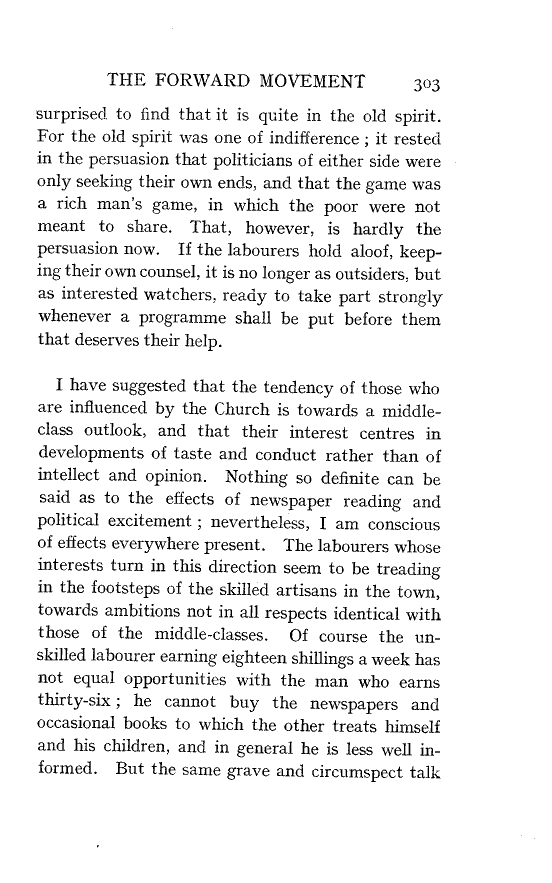 THE FORWARD MOVEMENT 303
surprised to find that it is quite in the old spirit.
For the old spirit was one of indifference ; it rested
in the persuasion that politicians of either side were
only seeking their own ends, and that the game was
a rich man's game, in which the poor were not
meant to share. That, however, is hardly the
persuasion now. If the labourers hold aloof, keep-
ing their own counsel, it is no longer as outsiders, but
as interested watchers, ready to take part strongly
whenever a programme shall be put before them
that deserves their help.
I have suggested that the tendency of those who
are influenced by the Church is towards a middle-
class outlook, and that their interest centres in
developments of taste and conduct rather than of
intellect and opinion. Nothing so definite can be
said as to the effects of newspaper reading and
political excitement ; nevertheless, I am conscious
of effects everywhere present. The labourers whose
interests turn in this direction seem to be treading
in the footsteps of the skilled artisans in the town,
towards ambitions not in all respects identical with
those of the middle-classes. Of course the un-
skilled labourer earning eighteen shillings a week has
not equal opportunities with the man who earns
thirty-six ; he cannot buy the newspapers and
occasional books to which the other treats himself
and his children, and in general he is less well in-
formed. But the same grave and circumspect talk